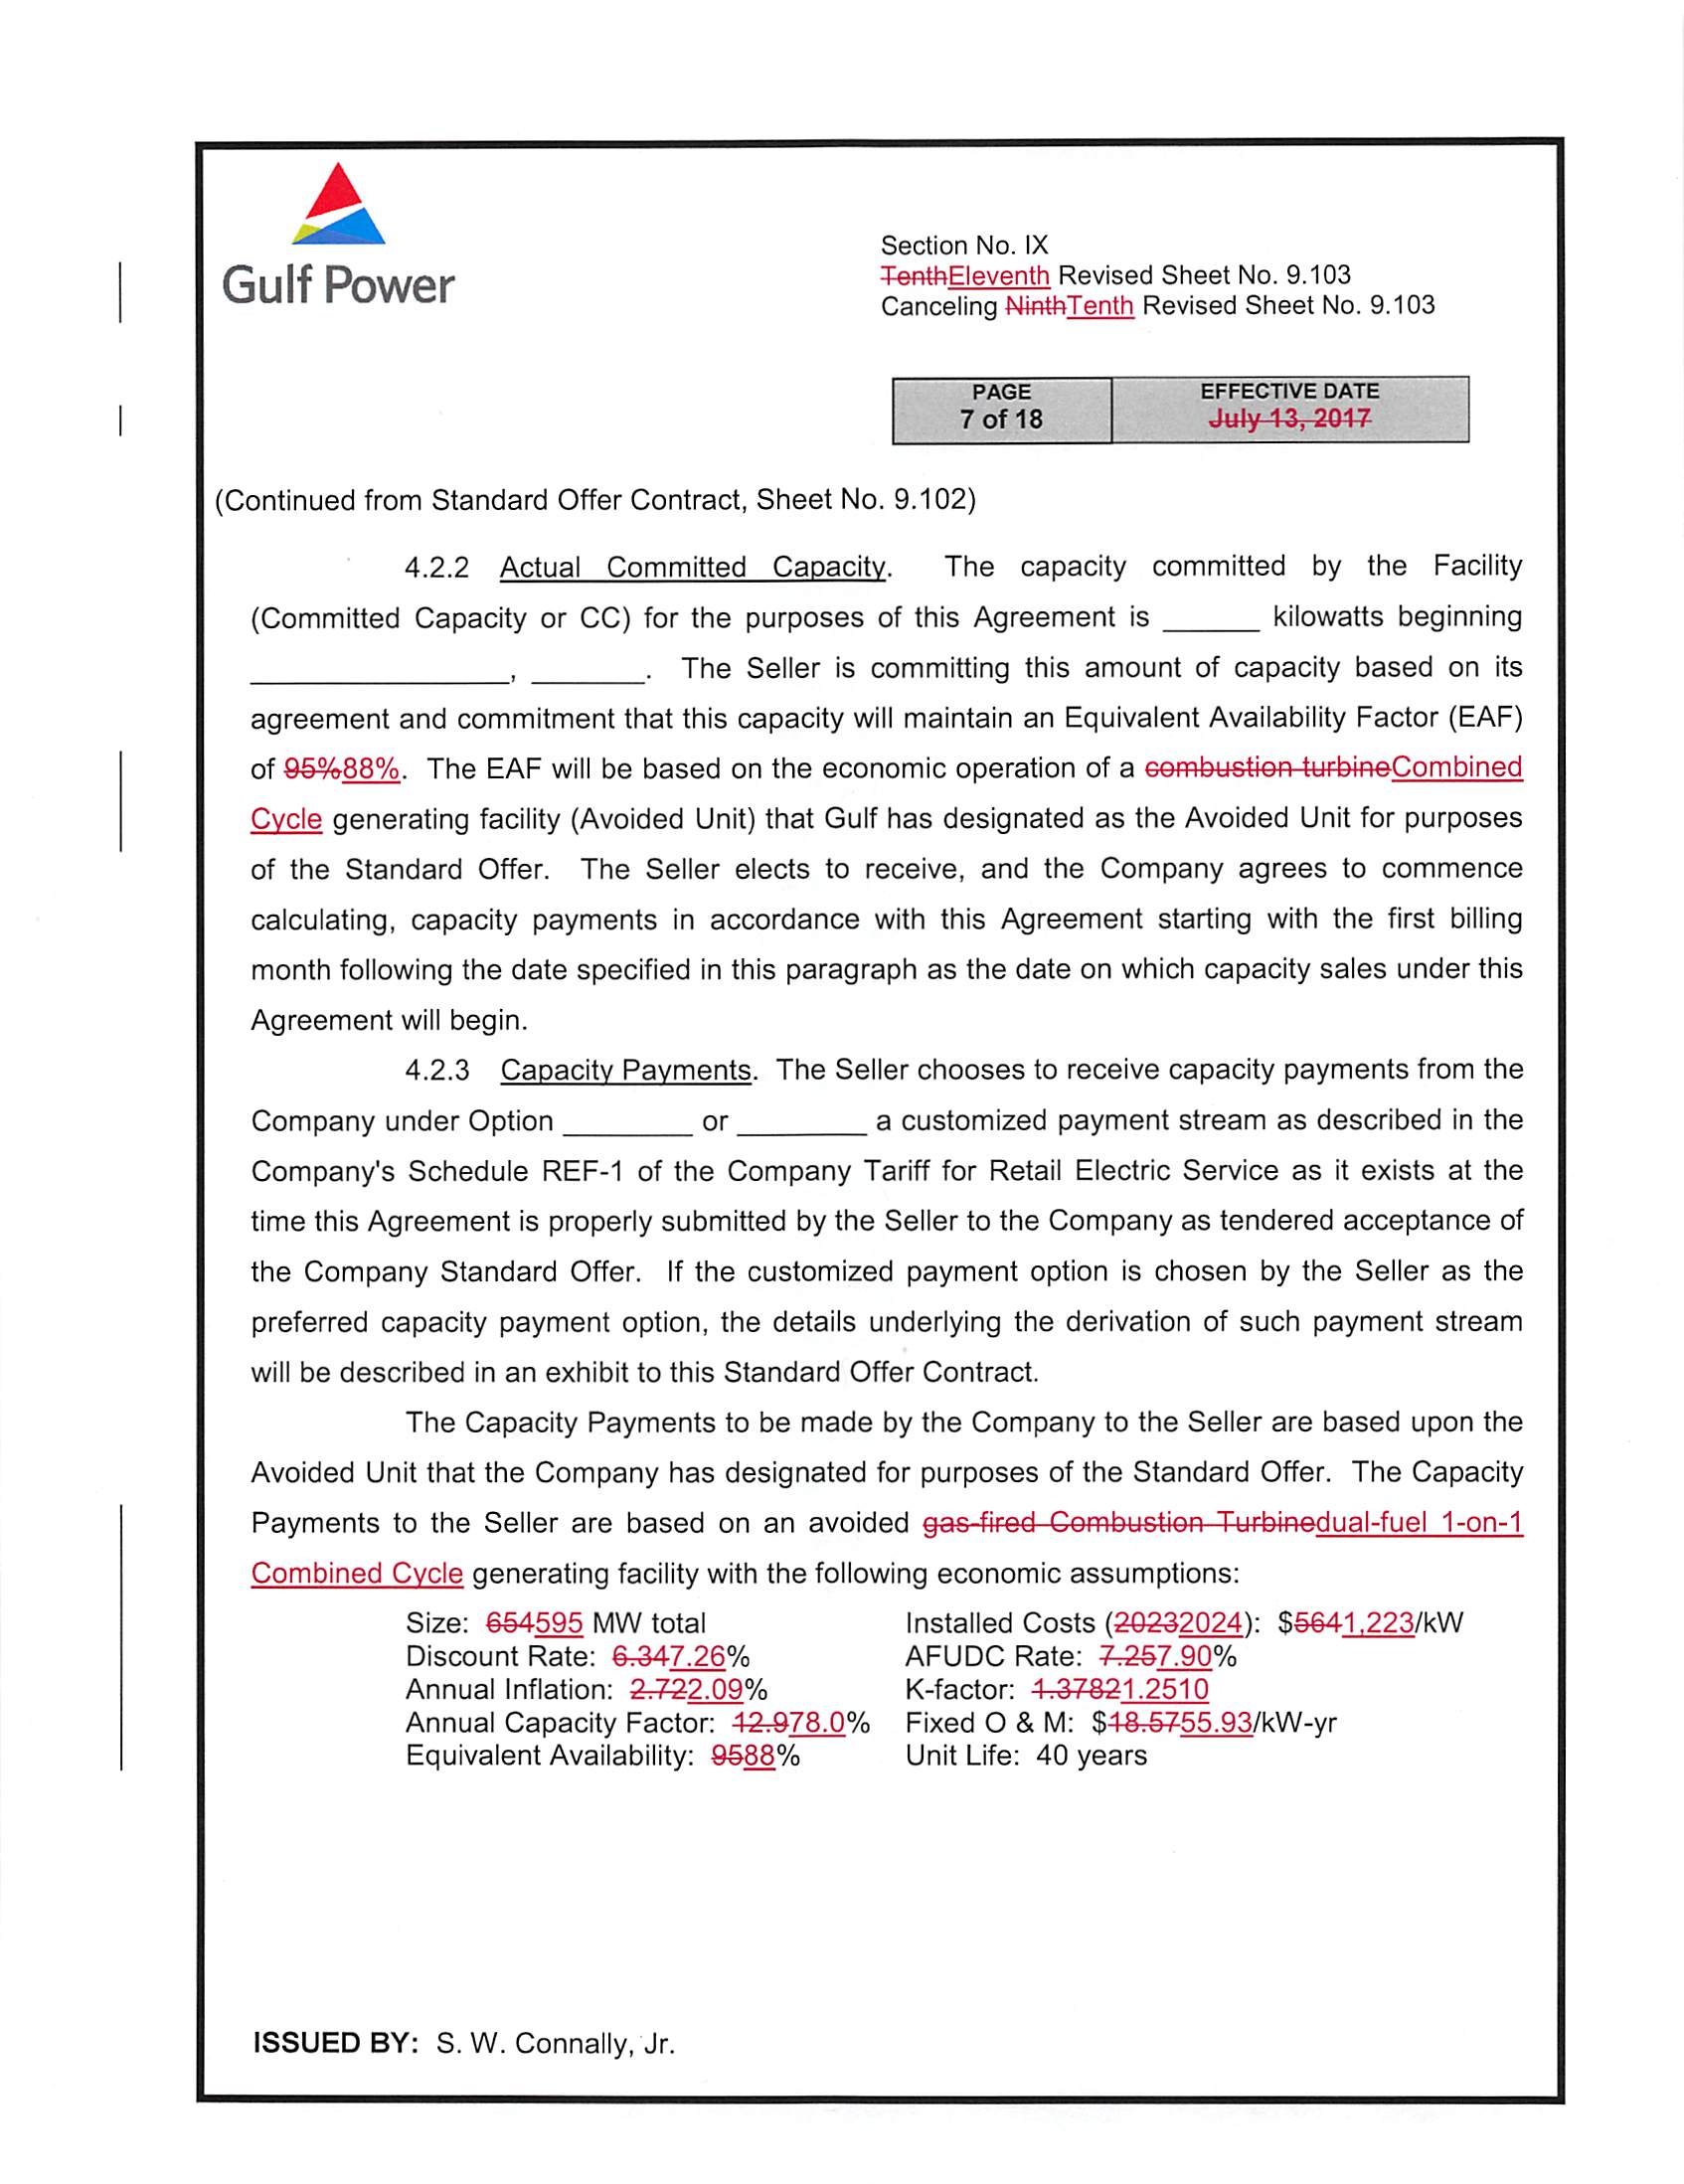 Gulf Power
Section No. IX
TenthEleventh Revised Sheet No. 9.103
Canceling NinthTenth Revised Sheet No. 9.103
PAGE
7 of 18
EFFECTIVE DATE
July 13, 2017
(Continued from Standard Offer Contract, Sheet No. 9.102)
4.2.2 Actual Committed Capacity. The capacity committed by the Facility
(Committed Capacity or CC) for the purposes of this Agreement is ______ kilowatts beginning
________________, _______. The Seller is committing this amount of capacity based on its
agreement and commitment that this capacity will maintain an Equivalent Availability Factor (EAF)
of 95%88%. The EAF will be based on the economic operation of a combustion turbineCombined
Cycle generating facility (Avoided Unit) that Gulf has designated as the Avoided Unit for purposes
of the Standard Offer. The Seller elects to receive, and the Company agrees to commence
calculating, capacity payments in accordance with this Agreement starting with the first billing
month following the date specified in this paragraph as the date on which capacity sales under this
Agreement will begin.
4.2.3 Capacity Payments. The Seller chooses to receive capacity payments from the
Company under Option ________ or ________ a customized payment stream as described in the
Company's Schedule REF-1 of the Company Tariff for Retail Electric Service as it exists at the
time this Agreement is properly submitted by the Seller to the Company as tendered acceptance of
the Company Standard Offer. If the customized payment option is chosen by the Seller as the
preferred capacity payment option, the details underlying the derivation of such payment stream
will be described in an exhibit to this Standard Offer Contract.
The Capacity Payments to be made by the Company to the Seller are based upon the
Avoided Unit that the Company has designated for purposes of the Standard Offer. The Capacity
Payments to the Seller are based on an avoided gas-fired Combustion Turbinedual-fuel 1-on-1
Combined Cycle generating facility with the following economic assumptions:
Size: 654595 MW total Installed Costs (20232024): $5641,223/kW
Discount Rate: 6.347.26% AFUDC Rate: 7.257.90%
Annual Inflation: 2.722.09% K-factor: 1.37821.2510
Annual Capacity Factor: 12.978.0% Fixed O & M: $18.5755.93/kW-yr
Equivalent Availability: 9588% Unit Life: 40 years
ISSUED BY: S. W. Connally, Jr.